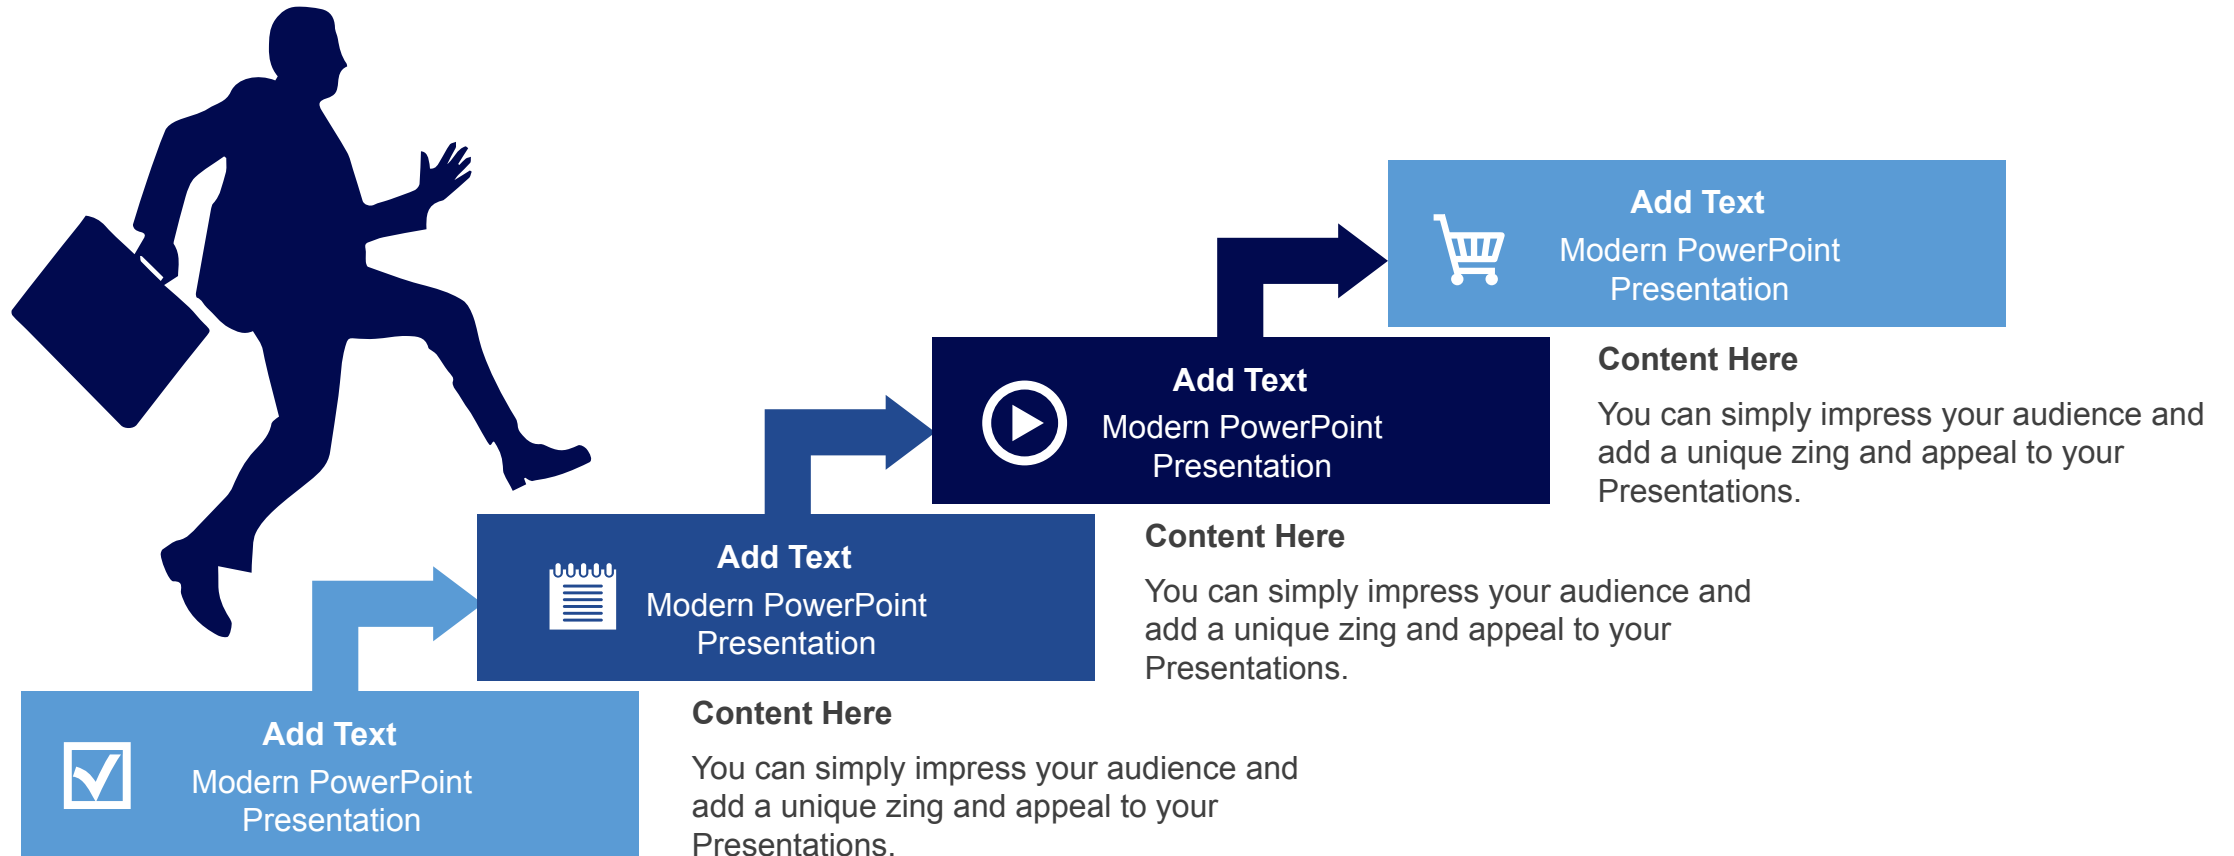 Add Text
Modern PowerPoint
Presentation
Content Here
You can simply impress your audience and
add a unique zing and appeal to your
Presentations.
Add Text
Modern PowerPoint
Presentation
Content Here
You can simply impress your audience and
add a unique zing and appeal to your
Presentations.
Add Text
Modern PowerPoint
Presentation
Content Here
You can simply impress your audience and
add a unique zing and appeal to your
Presentations.
Add Text
Modern PowerPoint
Presentation